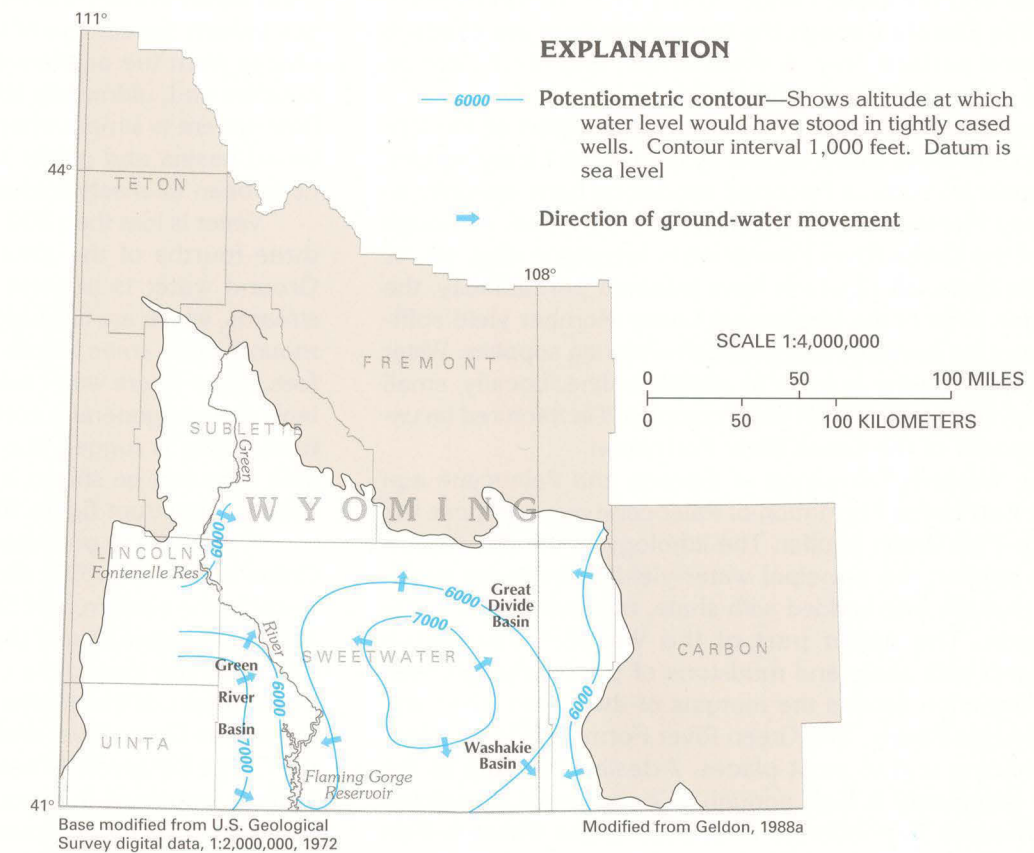 111°
EXPLANATION
6000
Potentiometric contour—Shows altitude at which
water level would have stood in tightly cased
wells. Contour interval 1,000 feet. Datum is
sea level
44°
TETON
Direction of ground-water movement
108°
SCALE 1:4,000,000
FREMONT
0 50 100 MILES
0 50 100 KILOMETERS
SUBLETTE
Green
WYOMING
6000
LINCOLN
Fontenelle Res
6000
Great
Divide
Basin
7000
River
SWEETWATER
CARBON
Green
River
Basin
6000
6000
7000
UINTA
Washakie
Basin
Flaming Gorge
Reservoir
41°
Base modified from U.S. Geological
Survey digital data, 1:2,000,000, 1972
Modified from Geldon, 1988a